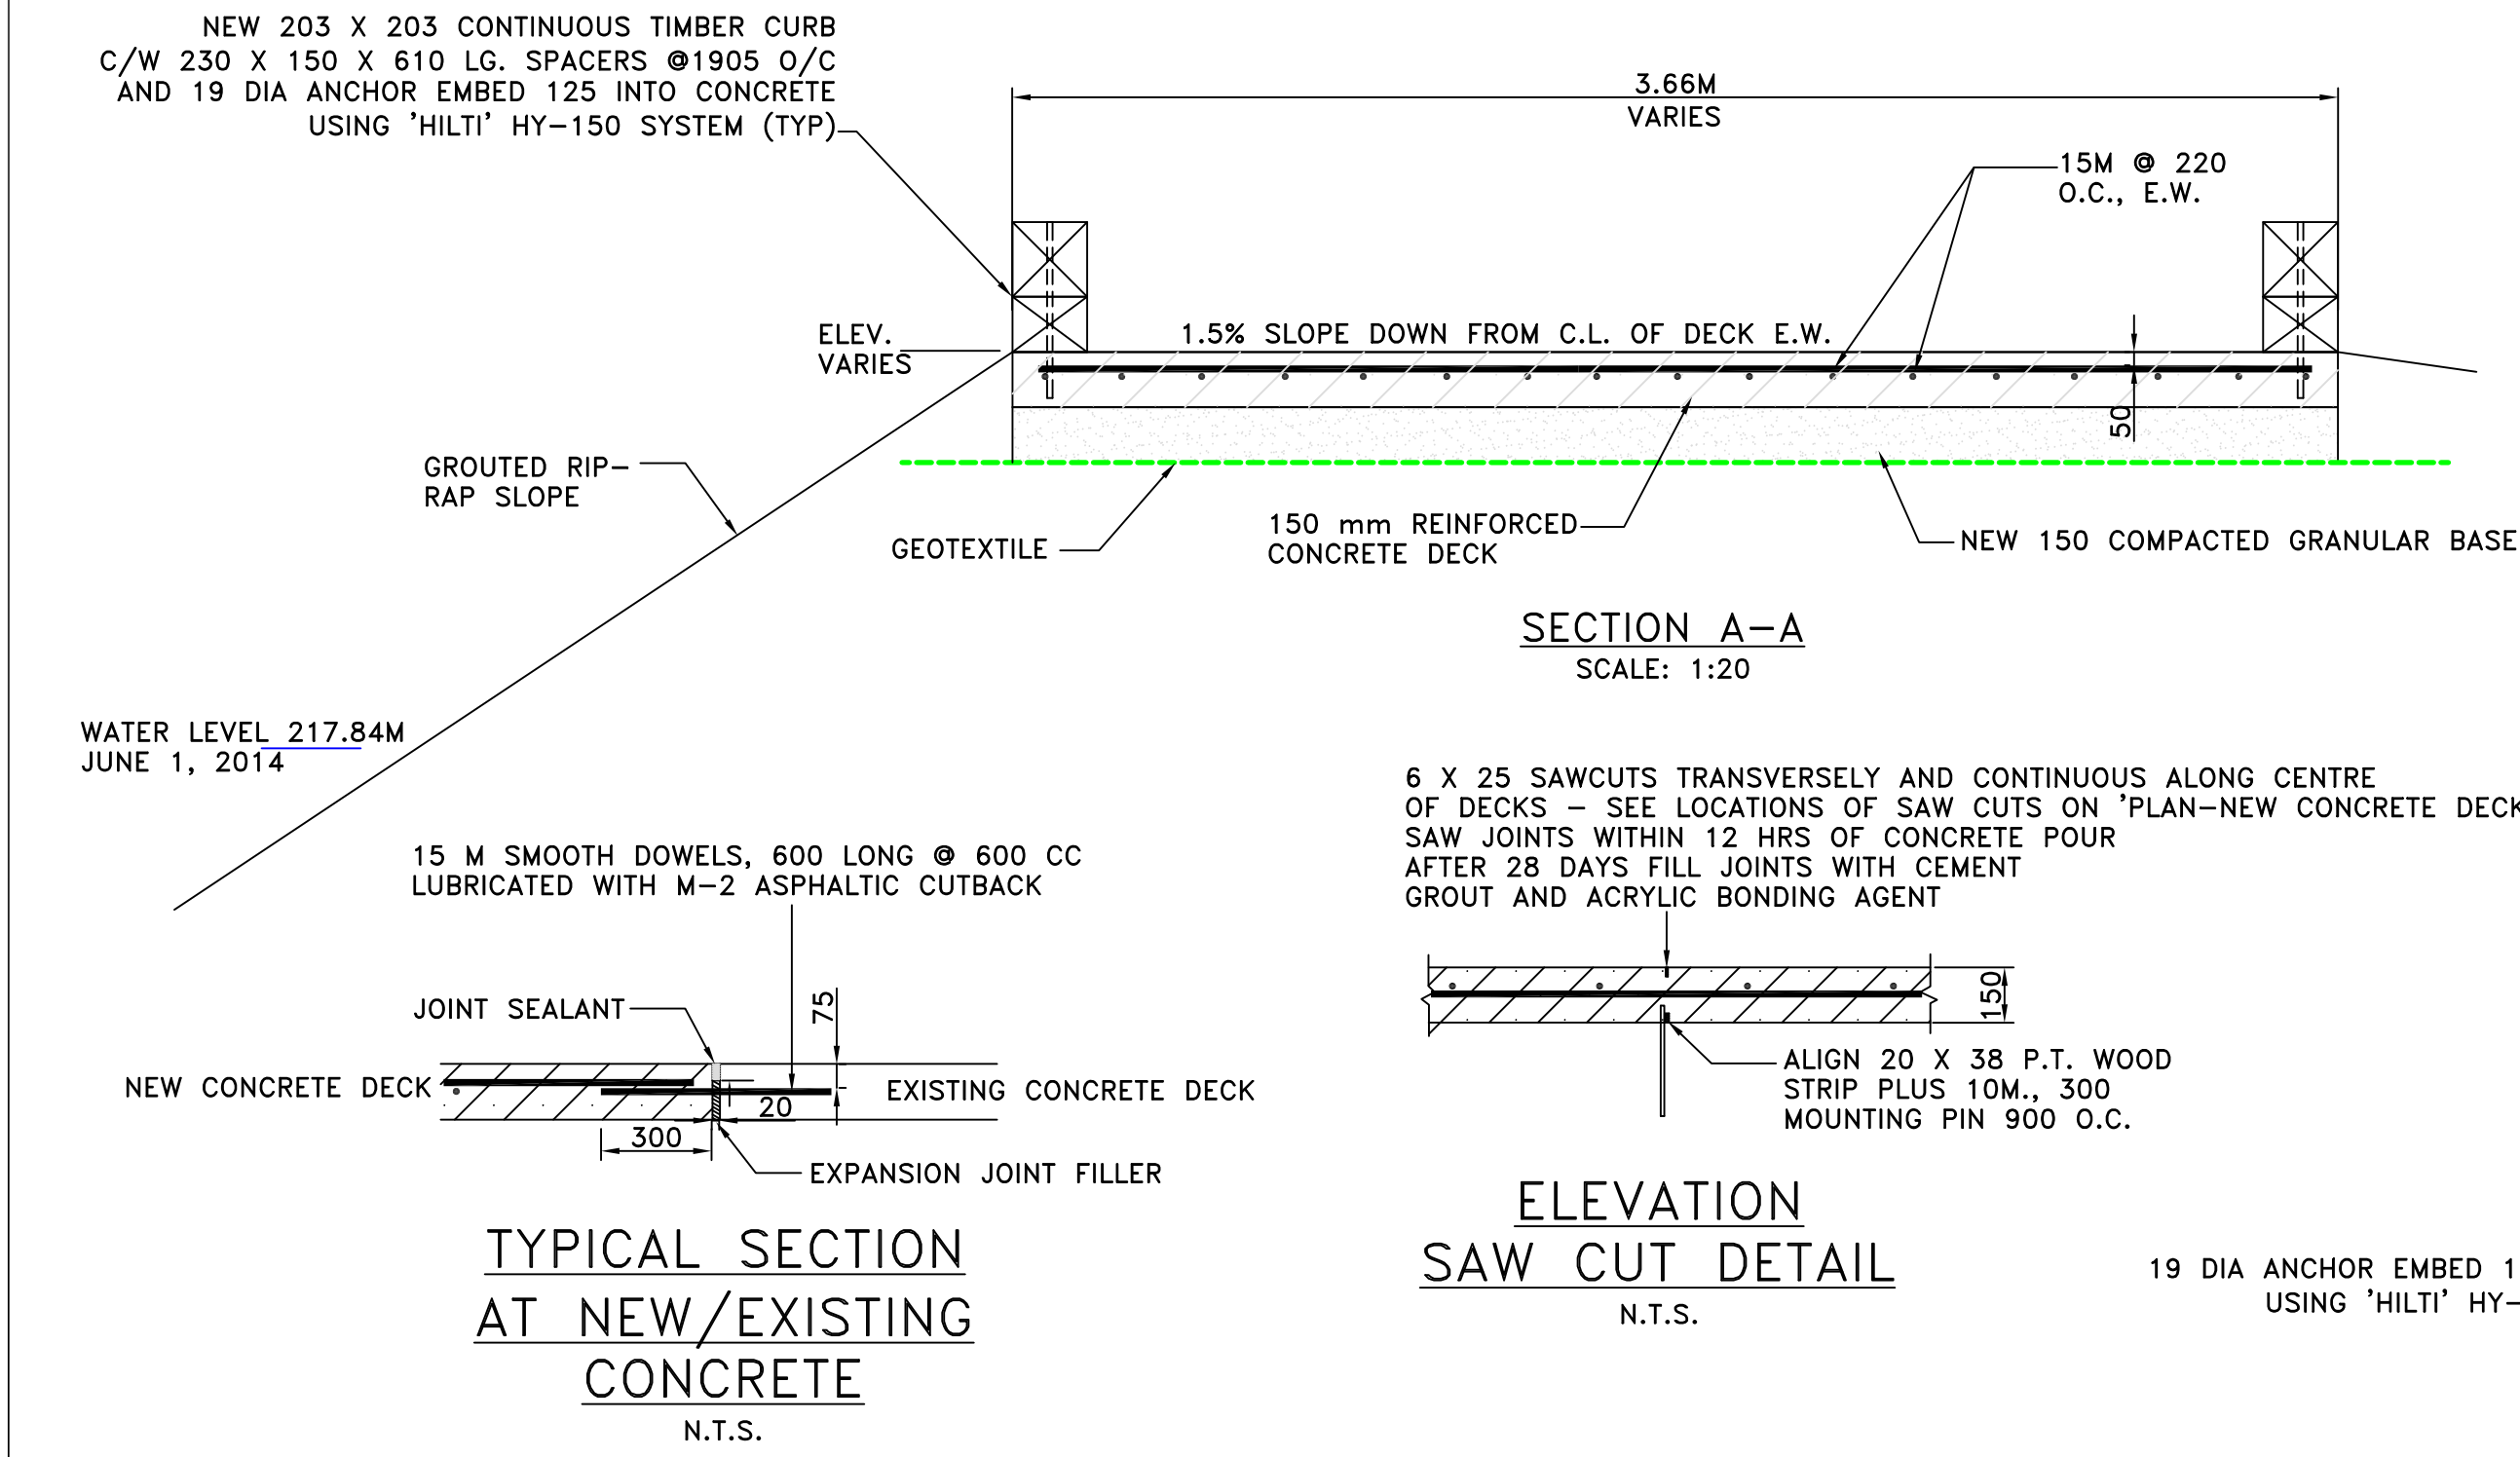 NEW 203 X 203 CONTINUOUS TIMBER CURB
C/W 230 X 150 X 610 LG. SPACERS @1905 O/C
AND 19 DIA ANCHOR EMBED 125 INTO CONCRETE
USING 'HILTI' HY-150 SYSTEM (TYP)
3.66M
VARIES
15M @ 220
O.C., E.W.
ELEV.
VARIES
1.5% SLOPE DOWN FROM C.L. OF DECK E.W.
50
GROUTED RIP-
RAP SLOPE
GEOTEXTILE
150 mm REINFORCED
CONCRETE DECK
NEW 150 COMPACTED GRANULAR BASE
SECTION A-A
SCALE: 1:20
WATER LEVEL 217.84M
JUNE 1, 2014
6 X 25 SAWCUTS TRANSVERSELY AND CONTINUOUS ALONG CENTRE
OF DECKS - SEE LOCATIONS OF SAW CUTS ON 'PLAN-NEW CONCRETE DECK
SAW JOINTS WITHIN 12 HRS OF CONCRETE POUR
AFTER 28 DAYS FILL JOINTS WITH CEMENT
GROUT AND ACRYLIC BONDING AGENT
150
ALIGN 20 X 38 P.T. WOOD
STRIP PLUS 10M., 300
MOUNTING PIN 900 O.C.
ELEVATION
SAW CUT DETAIL
N.T.S.
15 M SMOOTH DOWELS, 600 LONG @ 600 CC
LUBRICATED WITH M-2 ASPHALTIC CUTBACK
JOINT SEALANT
75
NEW CONCRETE DECK
EXISTING CONCRETE DECK
20
300
EXPANSION JOINT FILLER
TYPICAL SECTION
AT NEW/EXISTING
CONCRETE
N.T.S.
19 DIA ANCHOR EMBED 1
USING 'HILTI' HY-